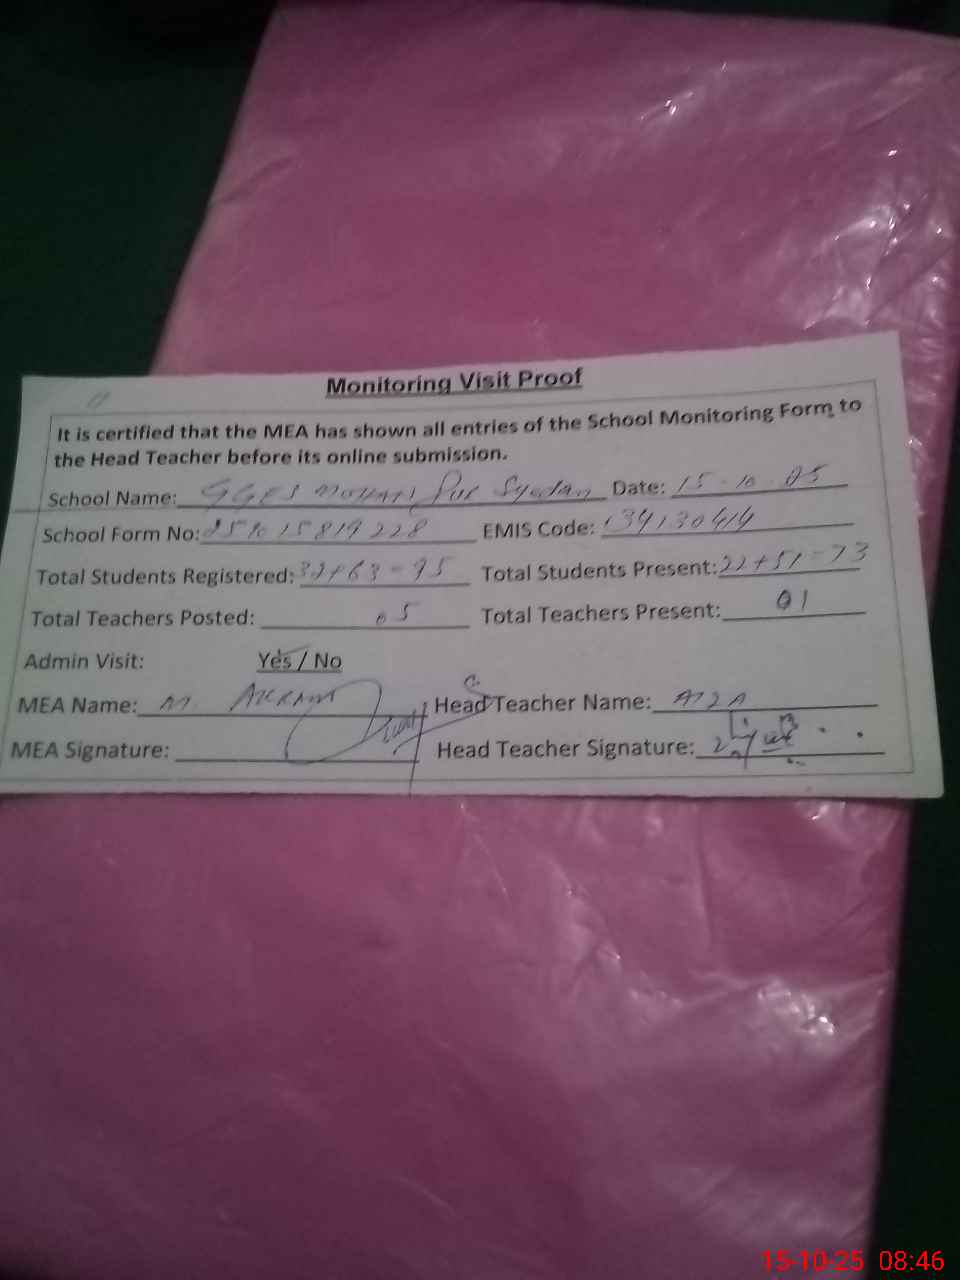 Monitoring Visit Proof
It is certified that the MEA has shown all entries of the School Monitoring Form to
the Head Teacher before its online submission.
School Name: GGES Pur Syedan Date: 15-10-25
School Form No: 251015819228 EMIS Code: 34130414
Total Students Registered: 32+63-95 Total Students Present: 22+51-73
Total Teachers Posted: 05 Total Teachers Present: 01
Admin Visit: Yes / No
MEA Name: M. AKRAM Head Teacher Name:
MEA Signature: Head Teacher Signature:
15-10-25 08:46